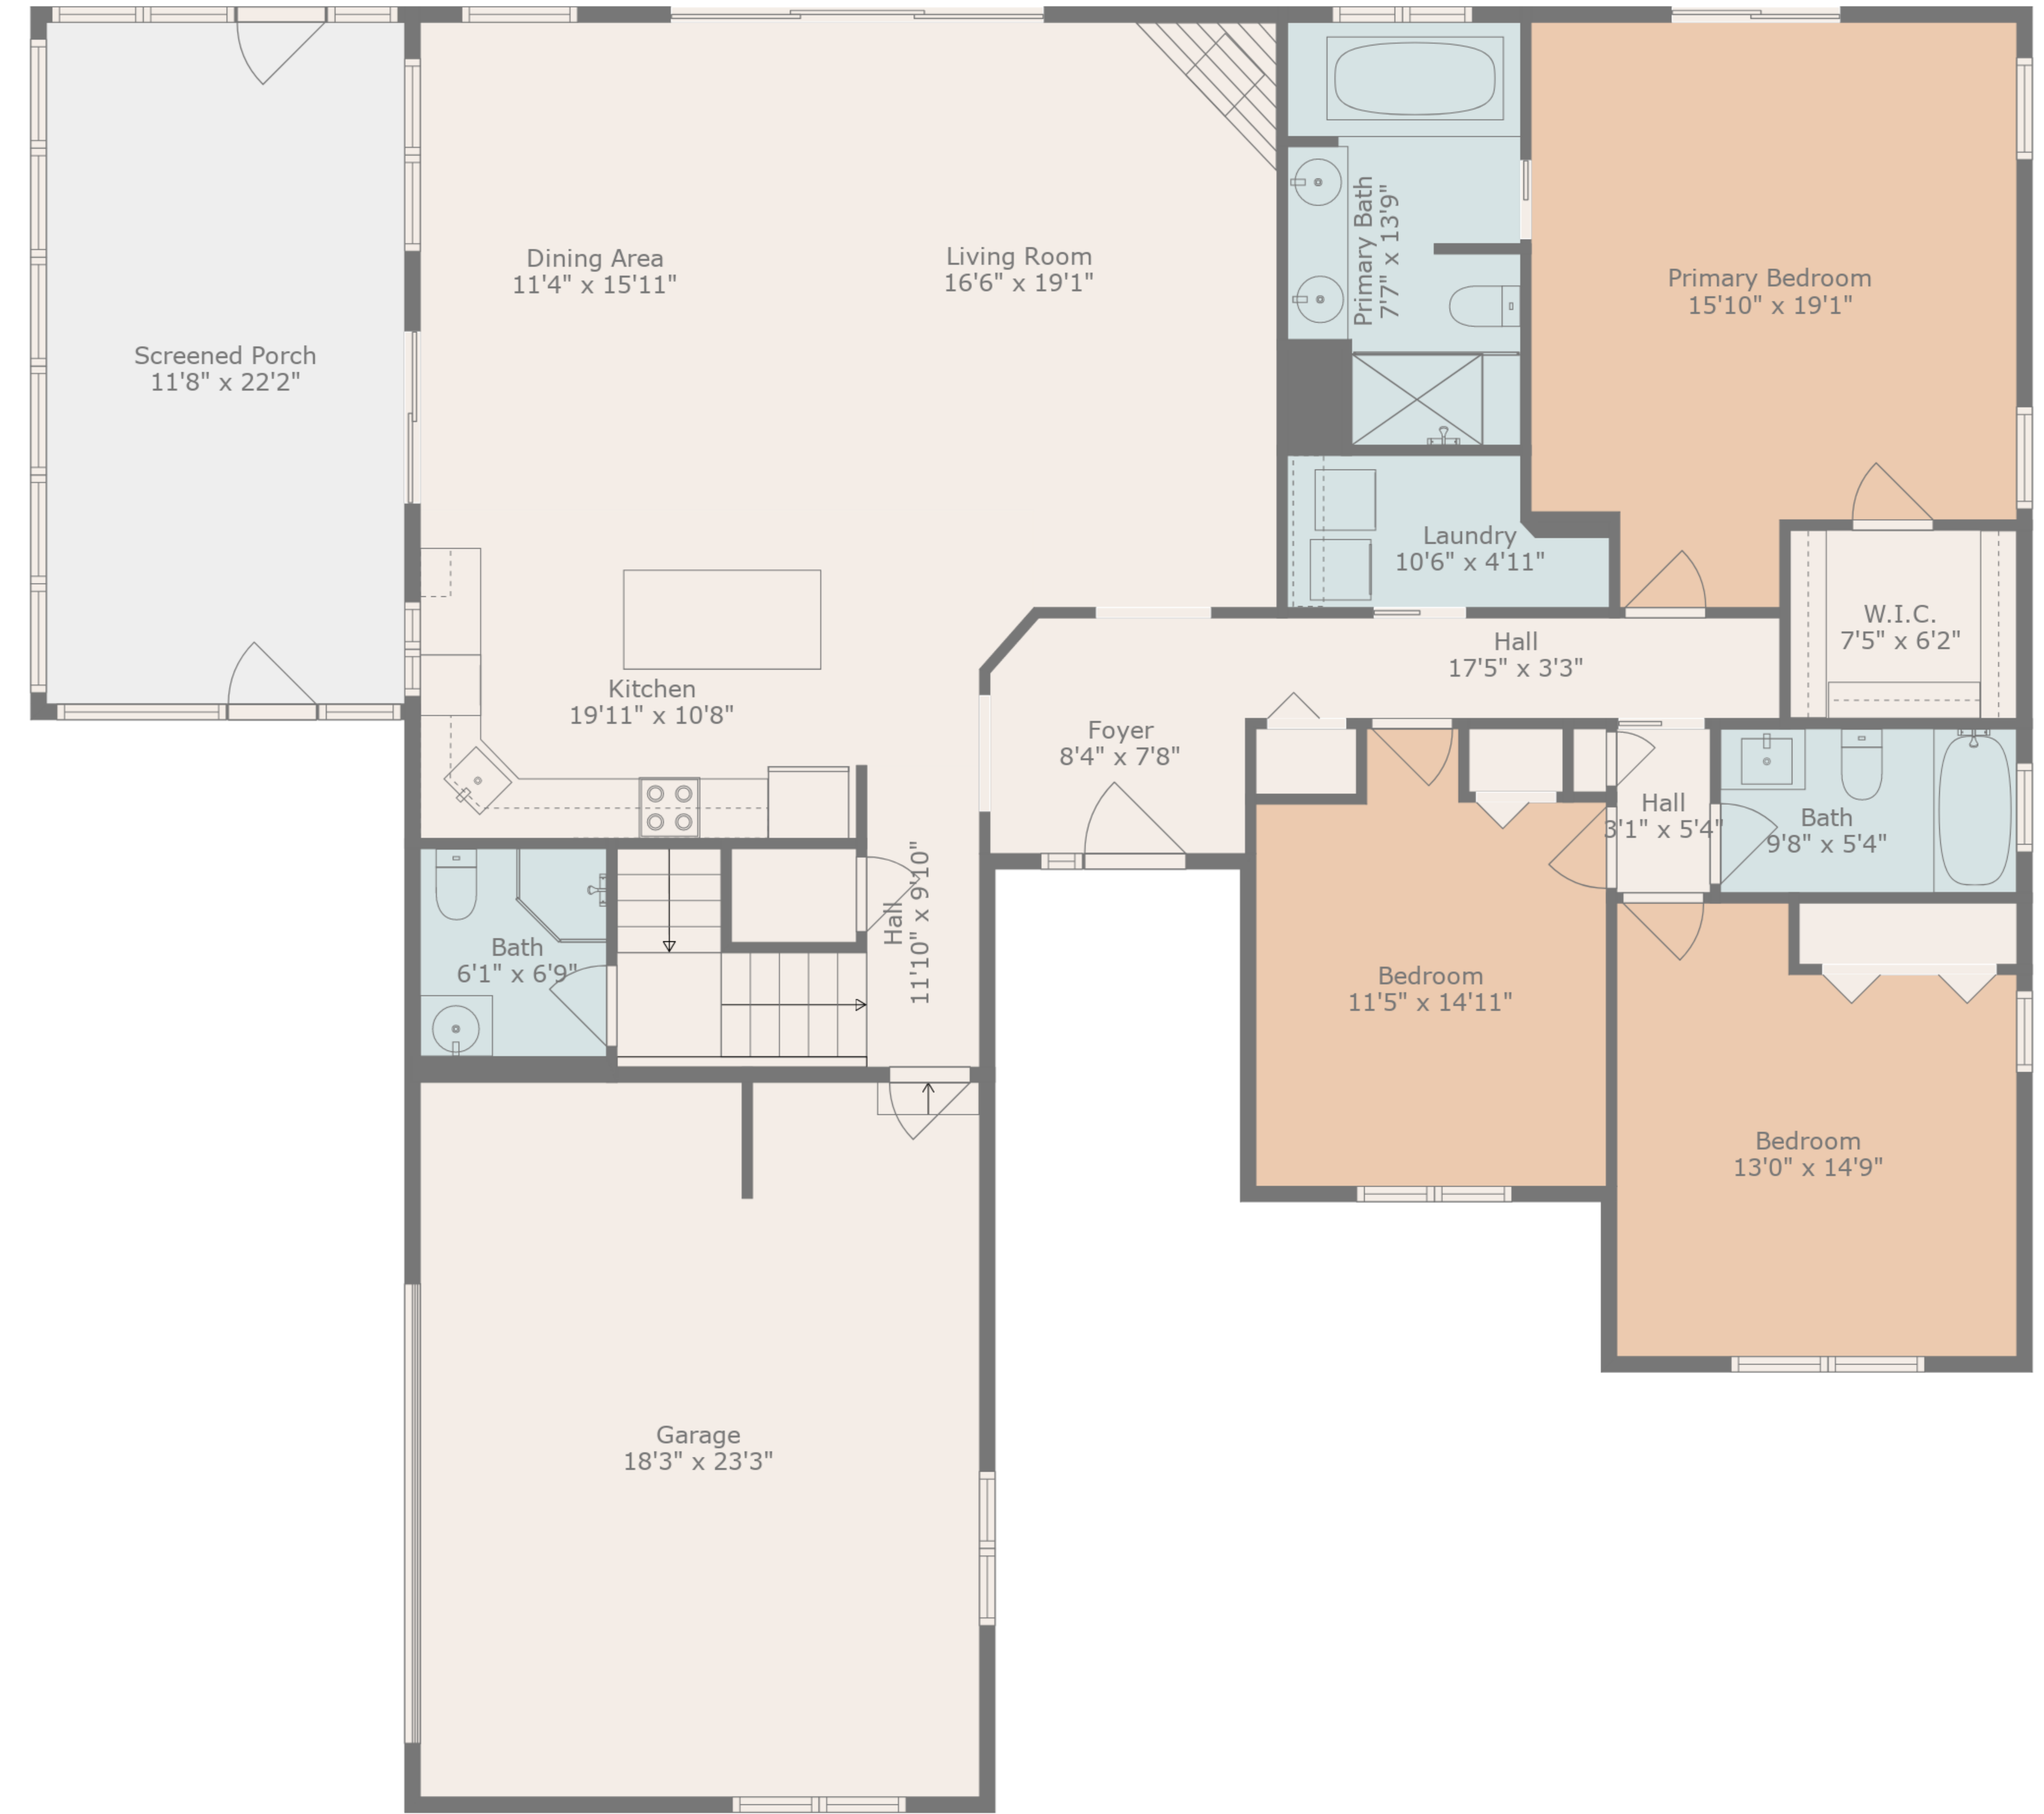 Dining Area
11'4" x 15'11"
Living Room
16'6" x 19'1"
Primary Bath
7'7" x 13'9"
Primary Bedroom
15'10" x 19'1"
Screened Porch
11'8" x 22'2"
Laundry
10'6" x 4'11"
W.I.C.
7'5" x 6'2"
Hall
17'5" x 3'3"
Kitchen
19'11" x 10'8"
Foyer
8'4" x 7'8"
Hall
3'1" x 5'4"
Bath
9'8" x 5'4"
Hall
11'10" x 9'10"
Bath
6'1" x 6'9"
Bedroom
11'5" x 14'11"
Bedroom
13'0" x 14'9"
Garage
18'3" x 23'3"